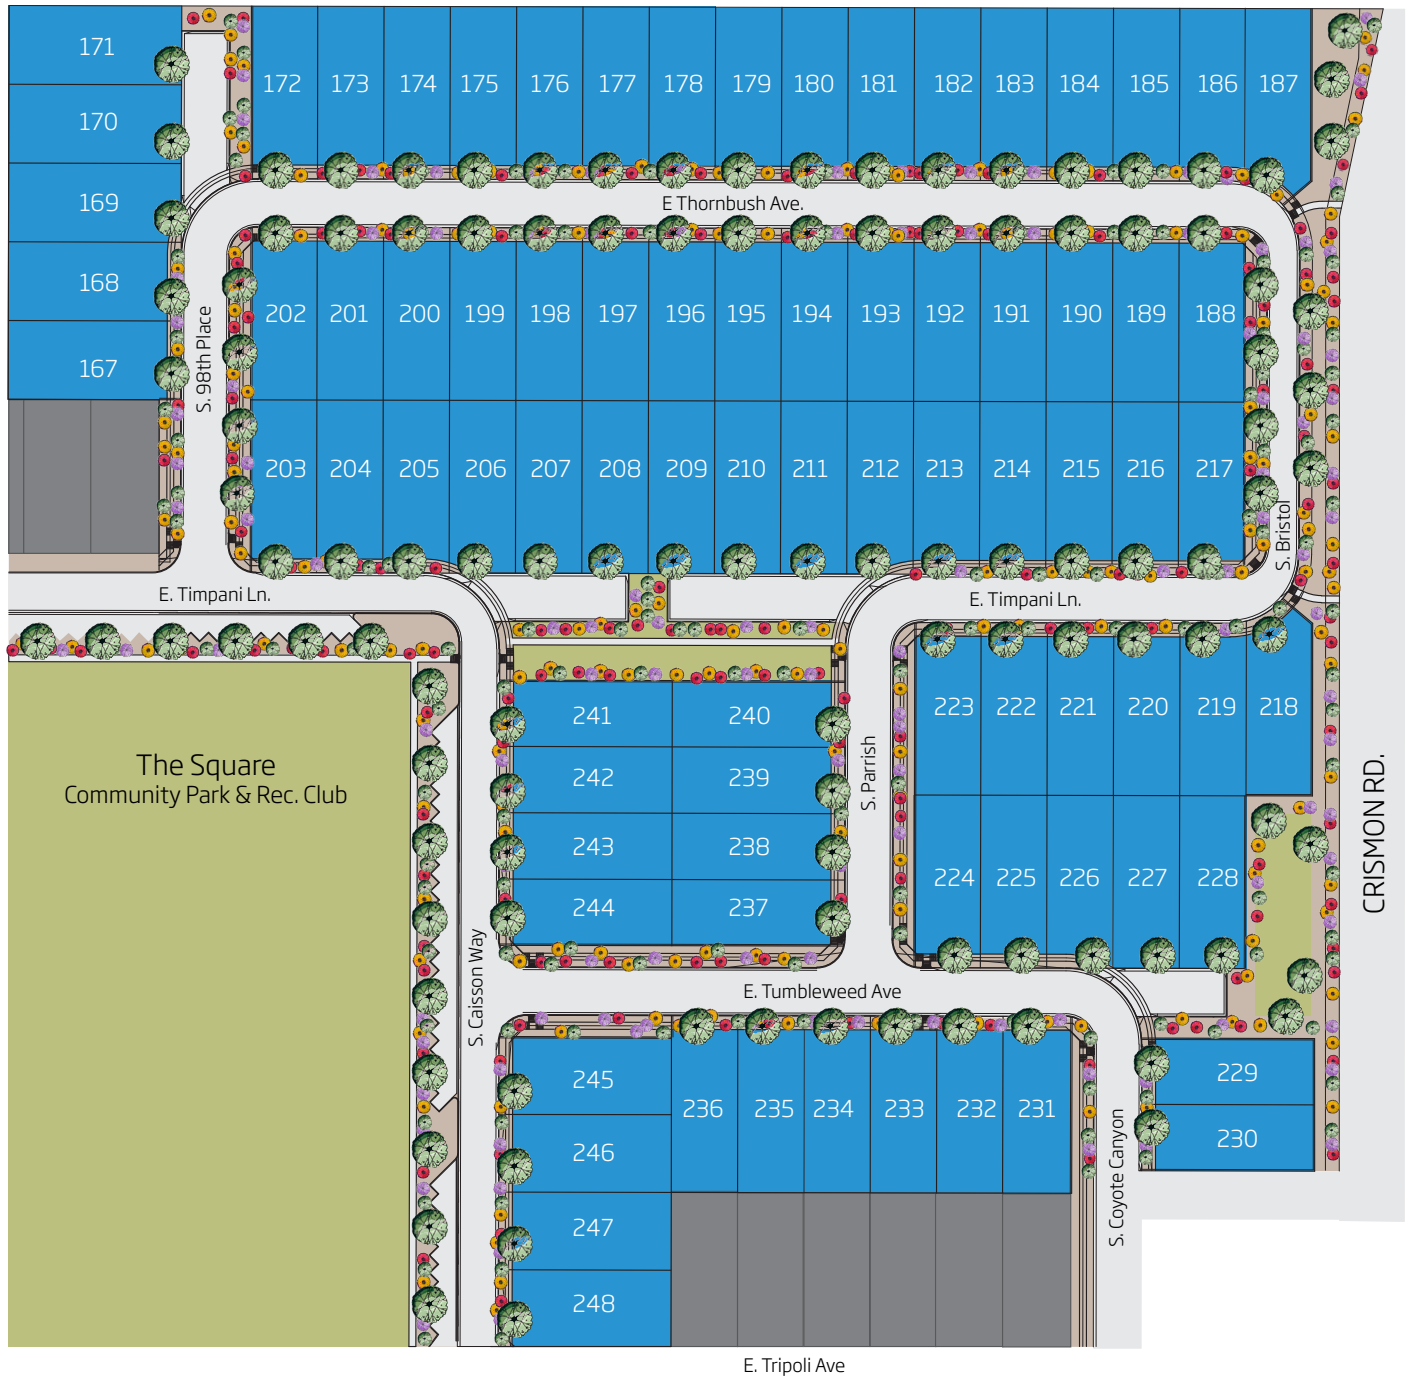 171
170
169
168
167
172 173 174 175 176 177 178 179 180 181 182 183 184 185 186 187
E Thornbush Ave.
S. 98th Place
202 201 200 199 198 197 196 195 194 193 192 191 190 189 188
203 204 205 206 207 208 209 210 211 212 213 214 215 216 217
S. Bristol
E. Timpani Ln.
E. Timpani Ln.
The Square
Community Park & Rec. Club
241 240
242 239
243 238
244 237
S. Parrish
223 222 221 220 219 218
224 225 226 227 228
CRISMON RD.
S. Caisson Way
E. Tumbleweed Ave
245
246
247
248
236 235 234 233 232 231
S. Coyote Canyon
229
230
E. Tripoli Ave